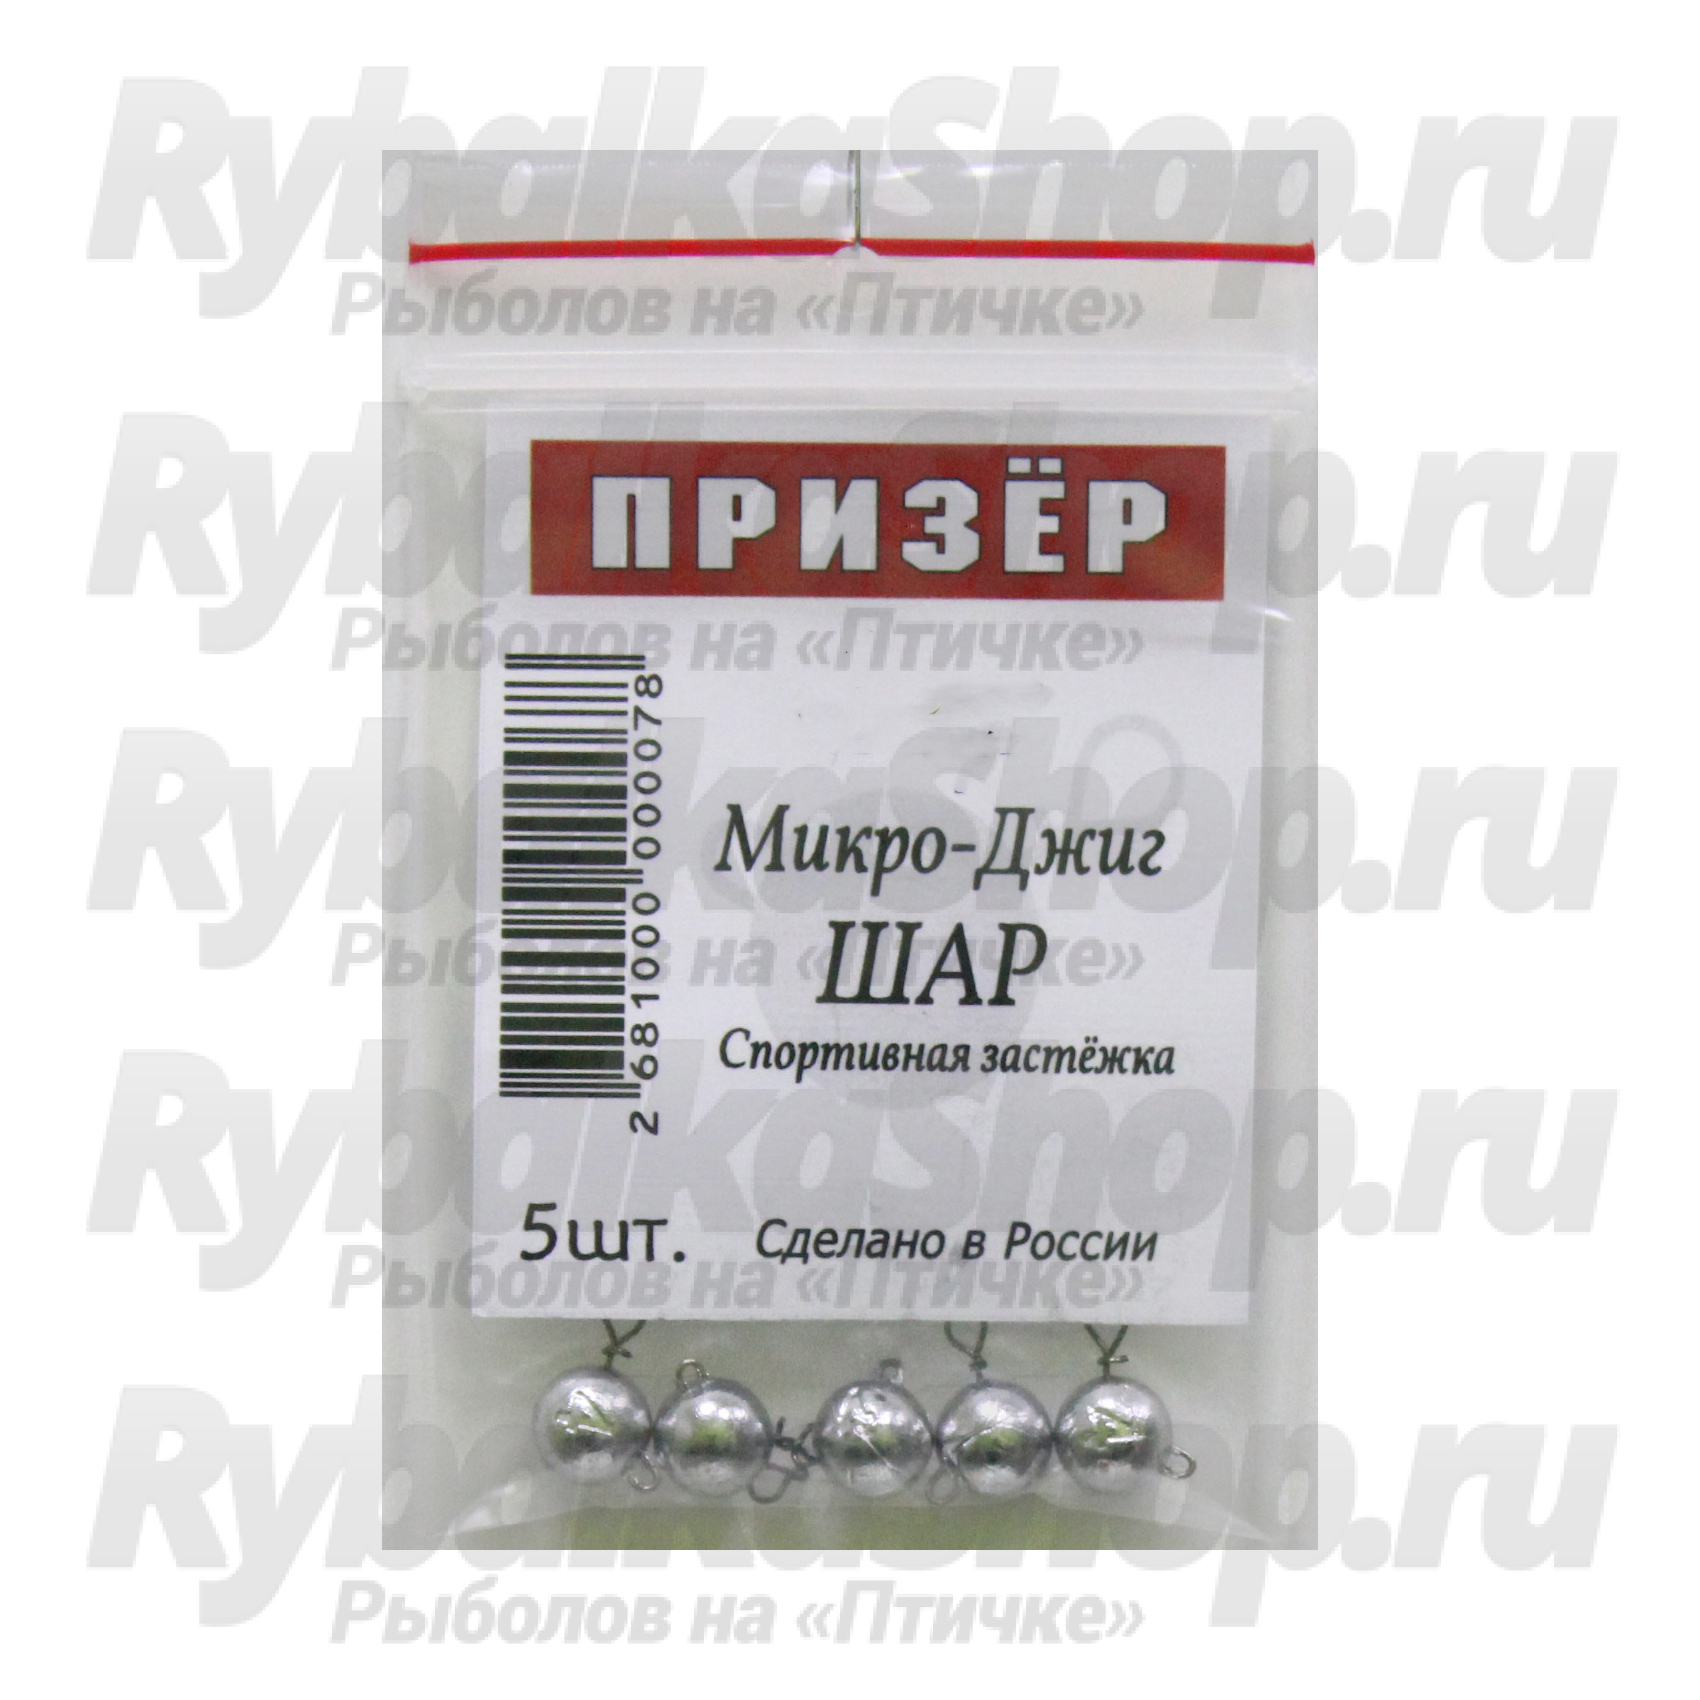 RybalkaShop.ru
Рыболов на «Птичке»
RybalkaShop.ru
ПРИЗЁР
Рыболов на «Птичке»
2 681000 000078
RybalkaShop.ru
Микро-Джиг
ШАР
Рыболов на «Птичке»
Спортивная застёжка
RybalkaShop.ru
5шт. Сделано в России
Рыболов на «Птичке»
RybalkaShop.ru
Рыболов на «Птичке»